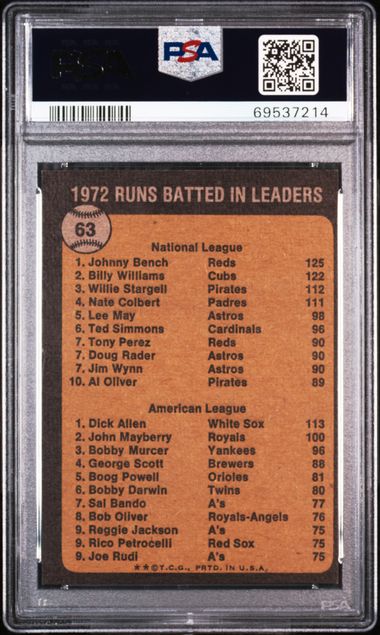 PSA
PSA
69537214
1972 RUNS BATTED IN LEADERS
63
National League
1. Johnny Bench Reds 125
2. Billy Williams Cubs 122
3. Willie Stargell Pirates 112
4. Nate Colbert Padres 111
5. Lee May Astros 98
6. Ted Simmons Cardinals 96
7. Tony Perez Reds 90
7. Doug Rader Astros 90
7. Jim Wynn Astros 90
10. Al Oliver Pirates 89
American League
1. Dick Allen White Sox 113
2. John Mayberry Royals 100
3. Bobby Murcer Yankees 96
4. George Scott Brewers 88
5. Boog Powell Orioles 81
6. Bobby Darwin Twins 80
7. Sal Bando A's 77
8. Bob Oliver Royals-Angels 76
9. Reggie Jackson A's 75
9. Rico Petrocelli Red Sox 75
9. Joe Rudi A's 75
★★©T.C.G., PRTD. IN U.S.A.
PSA